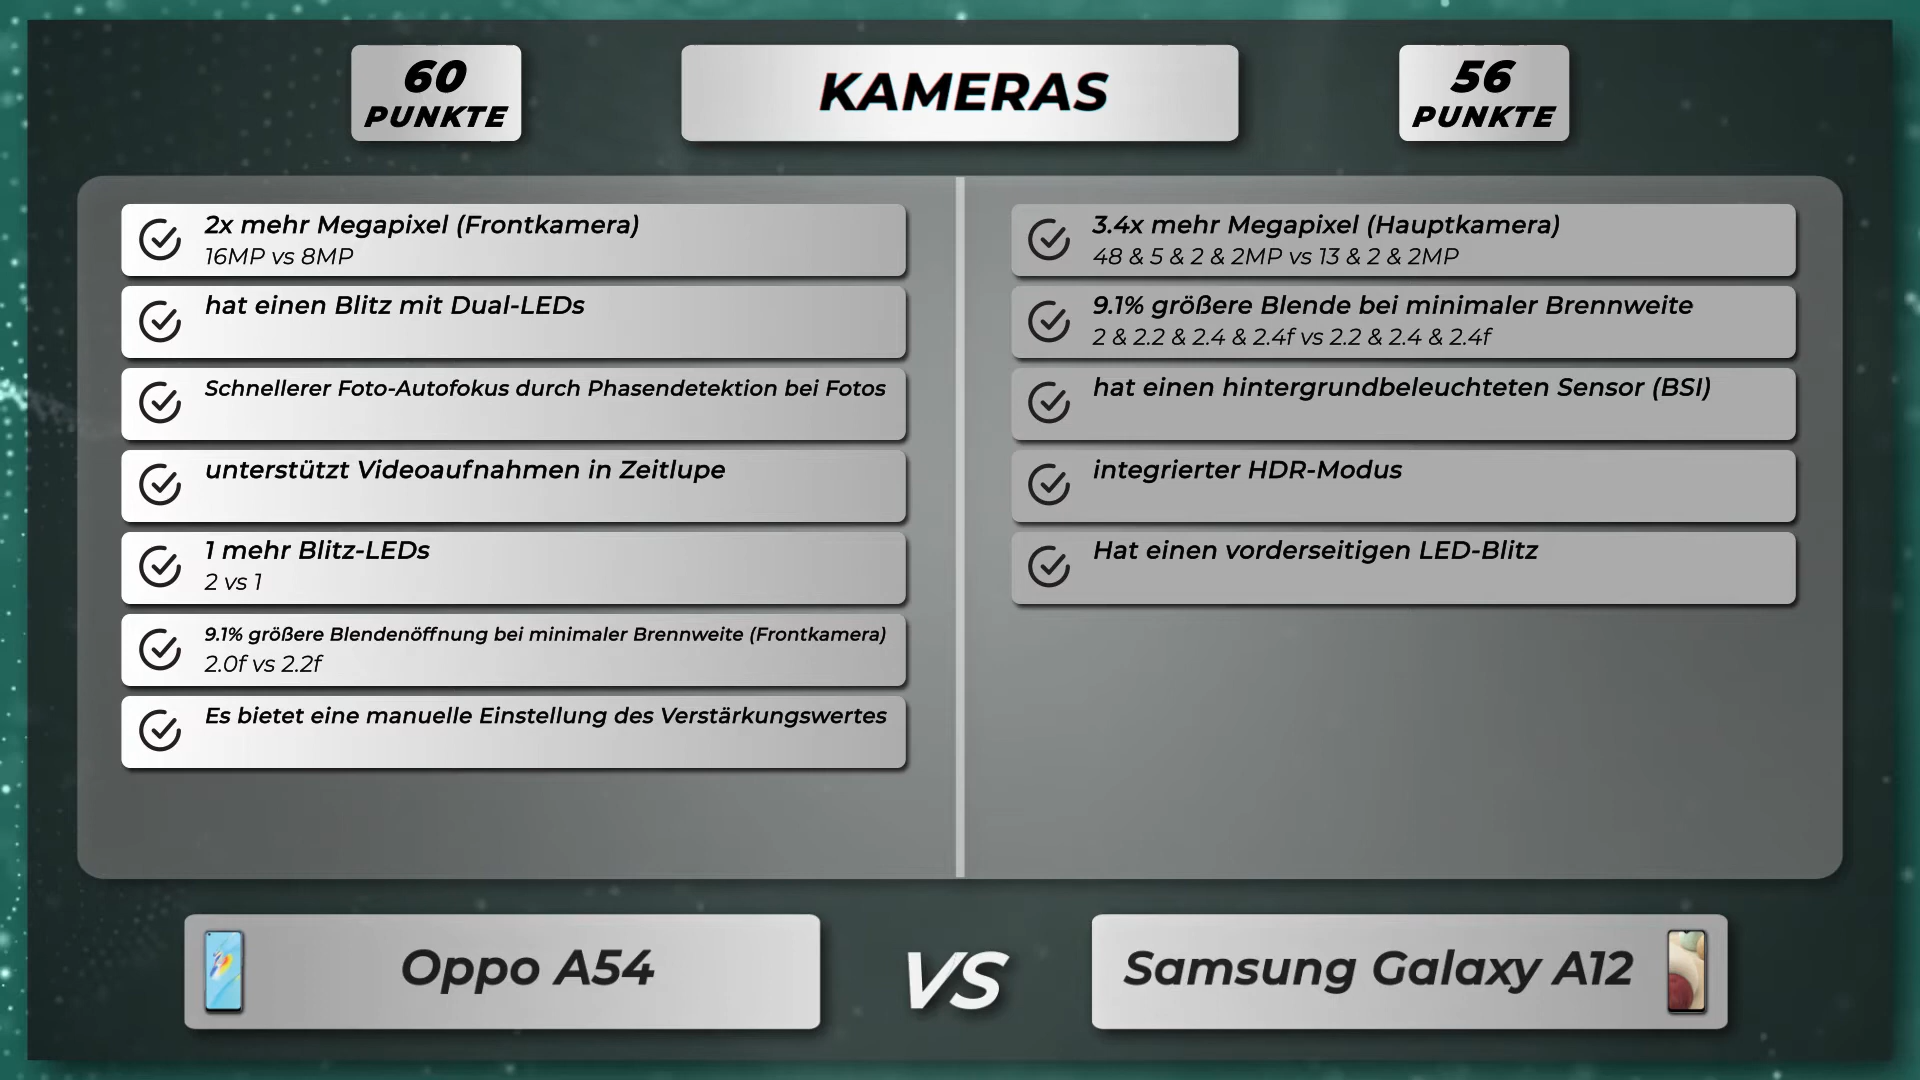 60
PUNKTE
KAMERAS
56
PUNKTE
2x mehr Megapixel (Frontkamera)
16MP vs 8MP
hat einen Blitz mit Dual-LEDs
Schnellerer Foto-Autofokus durch Phasendetektion bei Fotos
unterstützt Videoaufnahmen in Zeitlupe
1 mehr Blitz-LEDs
2 vs 1
9.1% größere Blendenöffnung bei minimaler Brennweite (Frontkamera)
2.0f vs 2.2f
Es bietet eine manuelle Einstellung des Verstärkungswertes
3.4x mehr Megapixel (Hauptkamera)
48 & 5 & 2 & 2MP vs 13 & 2 & 2MP
9.1% größere Blende bei minimaler Brennweite
2 & 2.2 & 2.4 & 2.4f vs 2.2 & 2.4 & 2.4f
hat einen hintergrundbeleuchteten Sensor (BSI)
integrierter HDR-Modus
Hat einen vorderseitigen LED-Blitz
Oppo A54
VS
Samsung Galaxy A12